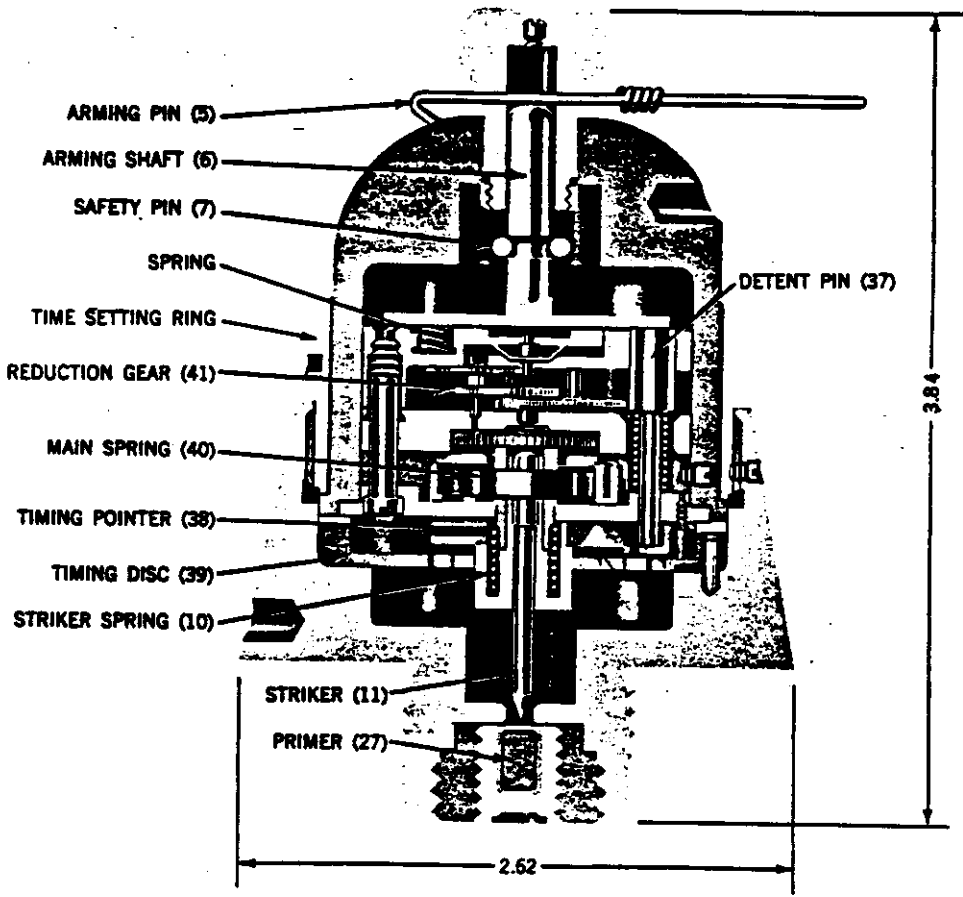 ARMING PIN (5)
ARMING SHAFT (6)
SAFETY PIN (7)
SPRING
DETENT PIN (37)
TIME SETTING RING
REDUCTION GEAR (41)
3.84
MAIN SPRING (40)
TIMING POINTER (38)
TIMING DISC (39)
STRIKER SPRING (10)
STRIKER (11)
PRIMER (27)
2.62